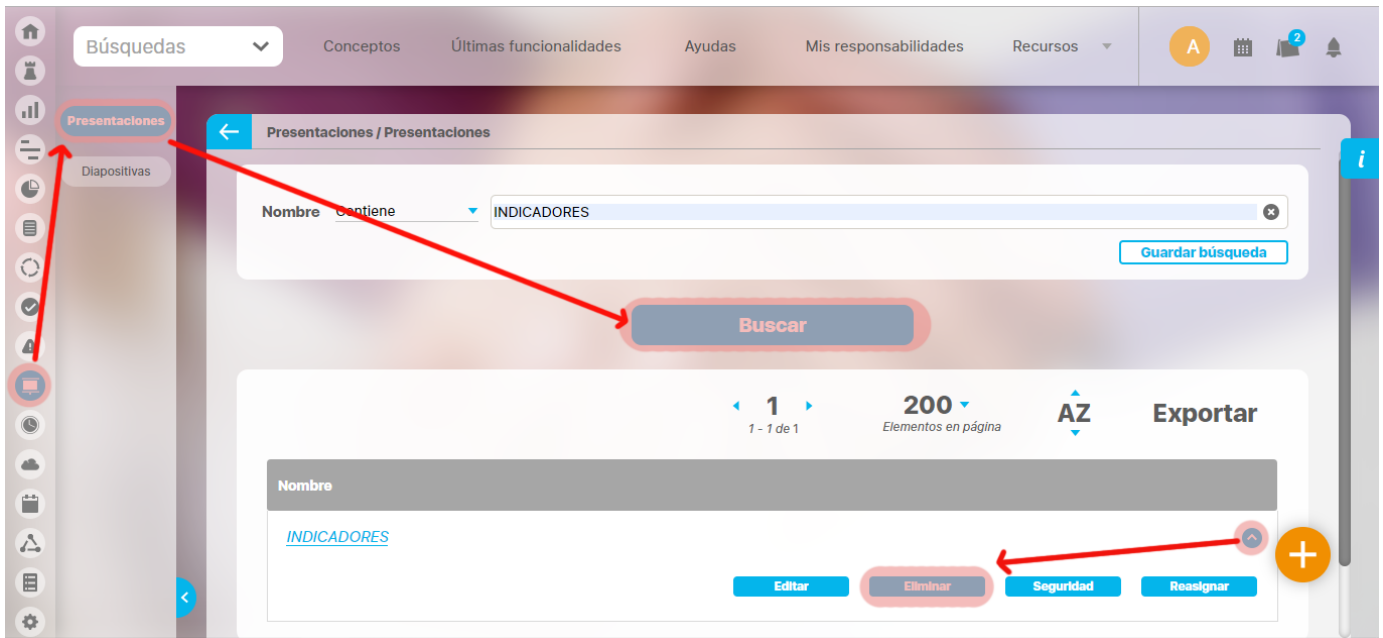 Búsquedas
Conceptos
Últimas funcionalidades
Ayudas
Mis responsabilidades
Recursos
A
2
Presentaciones
Diapositivas
Presentaciones / Presentaciones
i
Nombre Contiene INDICADORES
Guardar búsqueda
Buscar
1
1 - 1 de 1
200
Elementos en página
AZ
Exportar
Nombre
INDICADORES
Editar
Eliminar
Seguridad
Reasignar